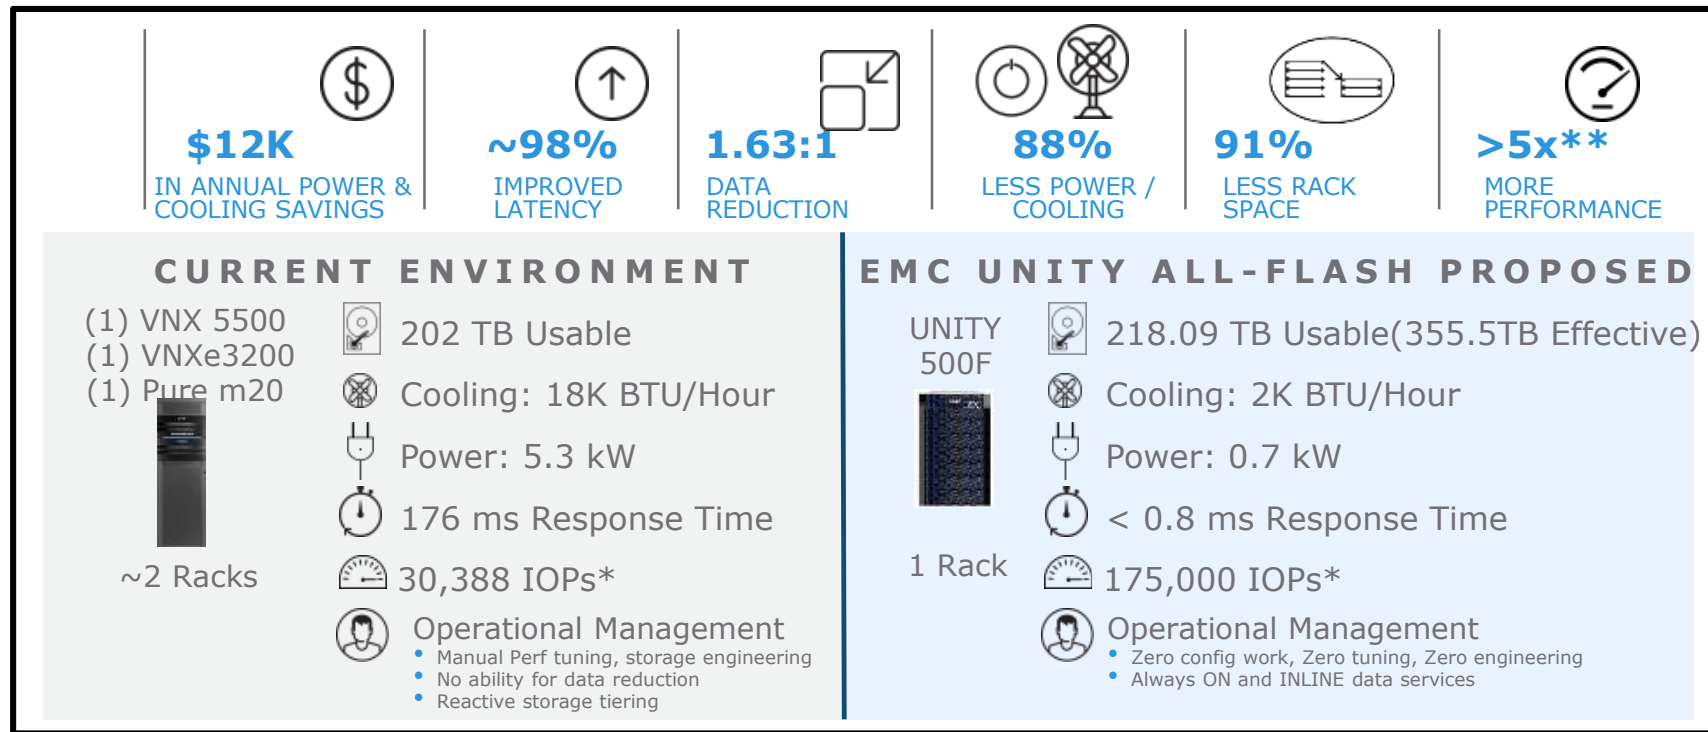 $12K
IN ANNUAL POWER &
COOLING SAVINGS
~98%
IMPROVED
LATENCY
1.63:1
DATA
REDUCTION
88%
LESS POWER /
COOLING
91%
LESS RACK
SPACE
>5x**
MORE
PERFORMANCE
CURRENT ENVIRONMENT
(1) VNX 5500
(1) VNXe3200
(1) Pure m20
~2 Racks
202 TB Usable
Cooling: 18K BTU/Hour
Power: 5.3 kW
176 ms Response Time
30,388 IOPs*
Operational Management
• Manual Perf tuning, storage engineering
• No ability for data reduction
• Reactive storage tiering
EMC UNITY ALL-FLASH PROPOSED
UNITY
500F
1 Rack
218.09 TB Usable(355.5TB Effective)
Cooling: 2K BTU/Hour
Power: 0.7 kW
< 0.8 ms Response Time
175,000 IOPs*
Operational Management
• Zero config work, Zero tuning, Zero engineering
• Always ON and INLINE data services